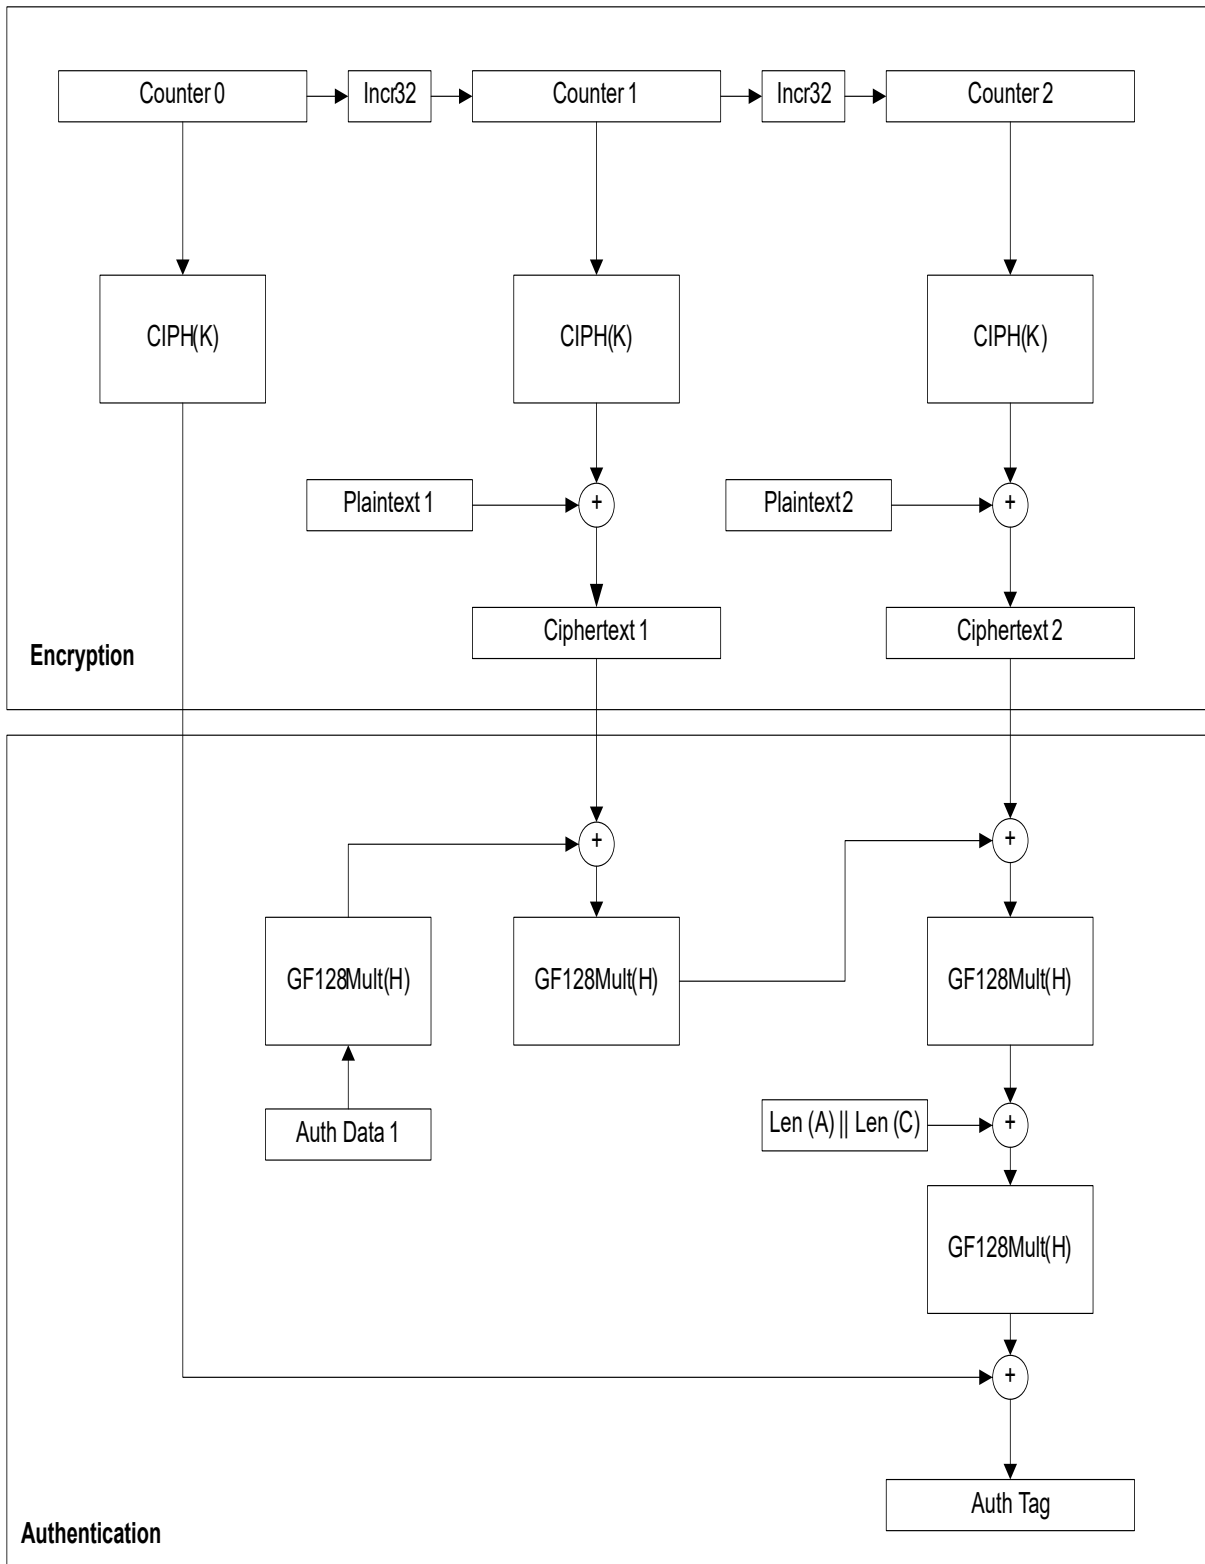 Counter 0
Incr32
Counter 1
Incr32
Counter 2
CIPH(K)
CIPH(K)
CIPH(K)
Plaintext 1
+
Plaintext 2
+
Ciphertext 1
Ciphertext 2
Encryption
+
+
GF128Mult(H)
GF128Mult(H)
GF128Mult(H)
Auth Data 1
Len (A) || Len (C)
+
GF128Mult(H)
+
Auth Tag
Authentication